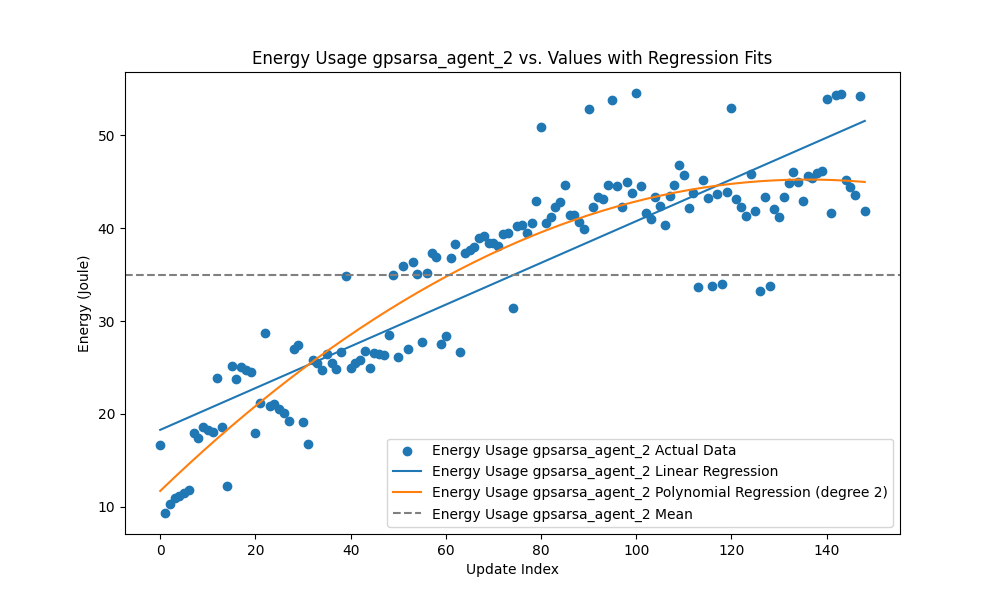 Energy Usage gpsarsa_agent_2 vs. Values with Regression Fits
Energy (Joule)
50
40
30
20
10
Energy Usage gpsarsa_agent_2 Actual Data
Energy Usage gpsarsa_agent_2 Linear Regression
Energy Usage gpsarsa_agent_2 Polynomial Regression (degree 2)
Energy Usage gpsarsa_agent_2 Mean
0 20 40 60 80 100 120 140
Update Index